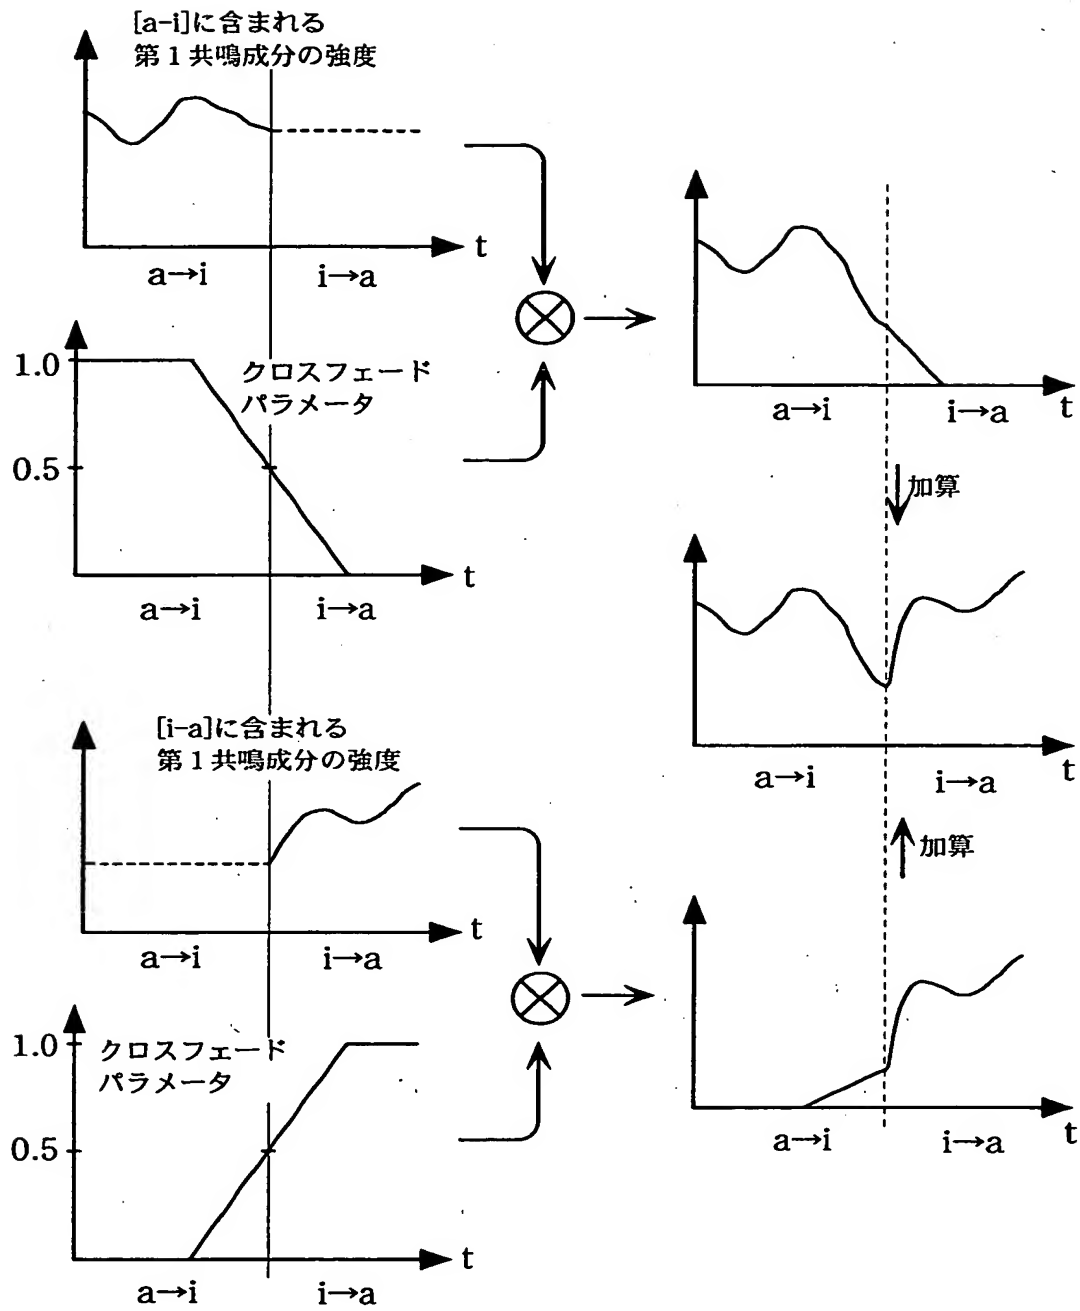 [a-i]に含まれる
第1共鳴成分の強度
t
a→i
i→a
1.0
クロスフェード
パラメータ
0.5
t
a→i
i→a
[i-a]に含まれる
第1共鳴成分の強度
t
a→i
i→a
1.0
クロスフェード
パラメータ
0.5
t
a→i
i→a
t
a→i
i→a
加算
t
a→i
i→a
加算
t
a→i
i→a